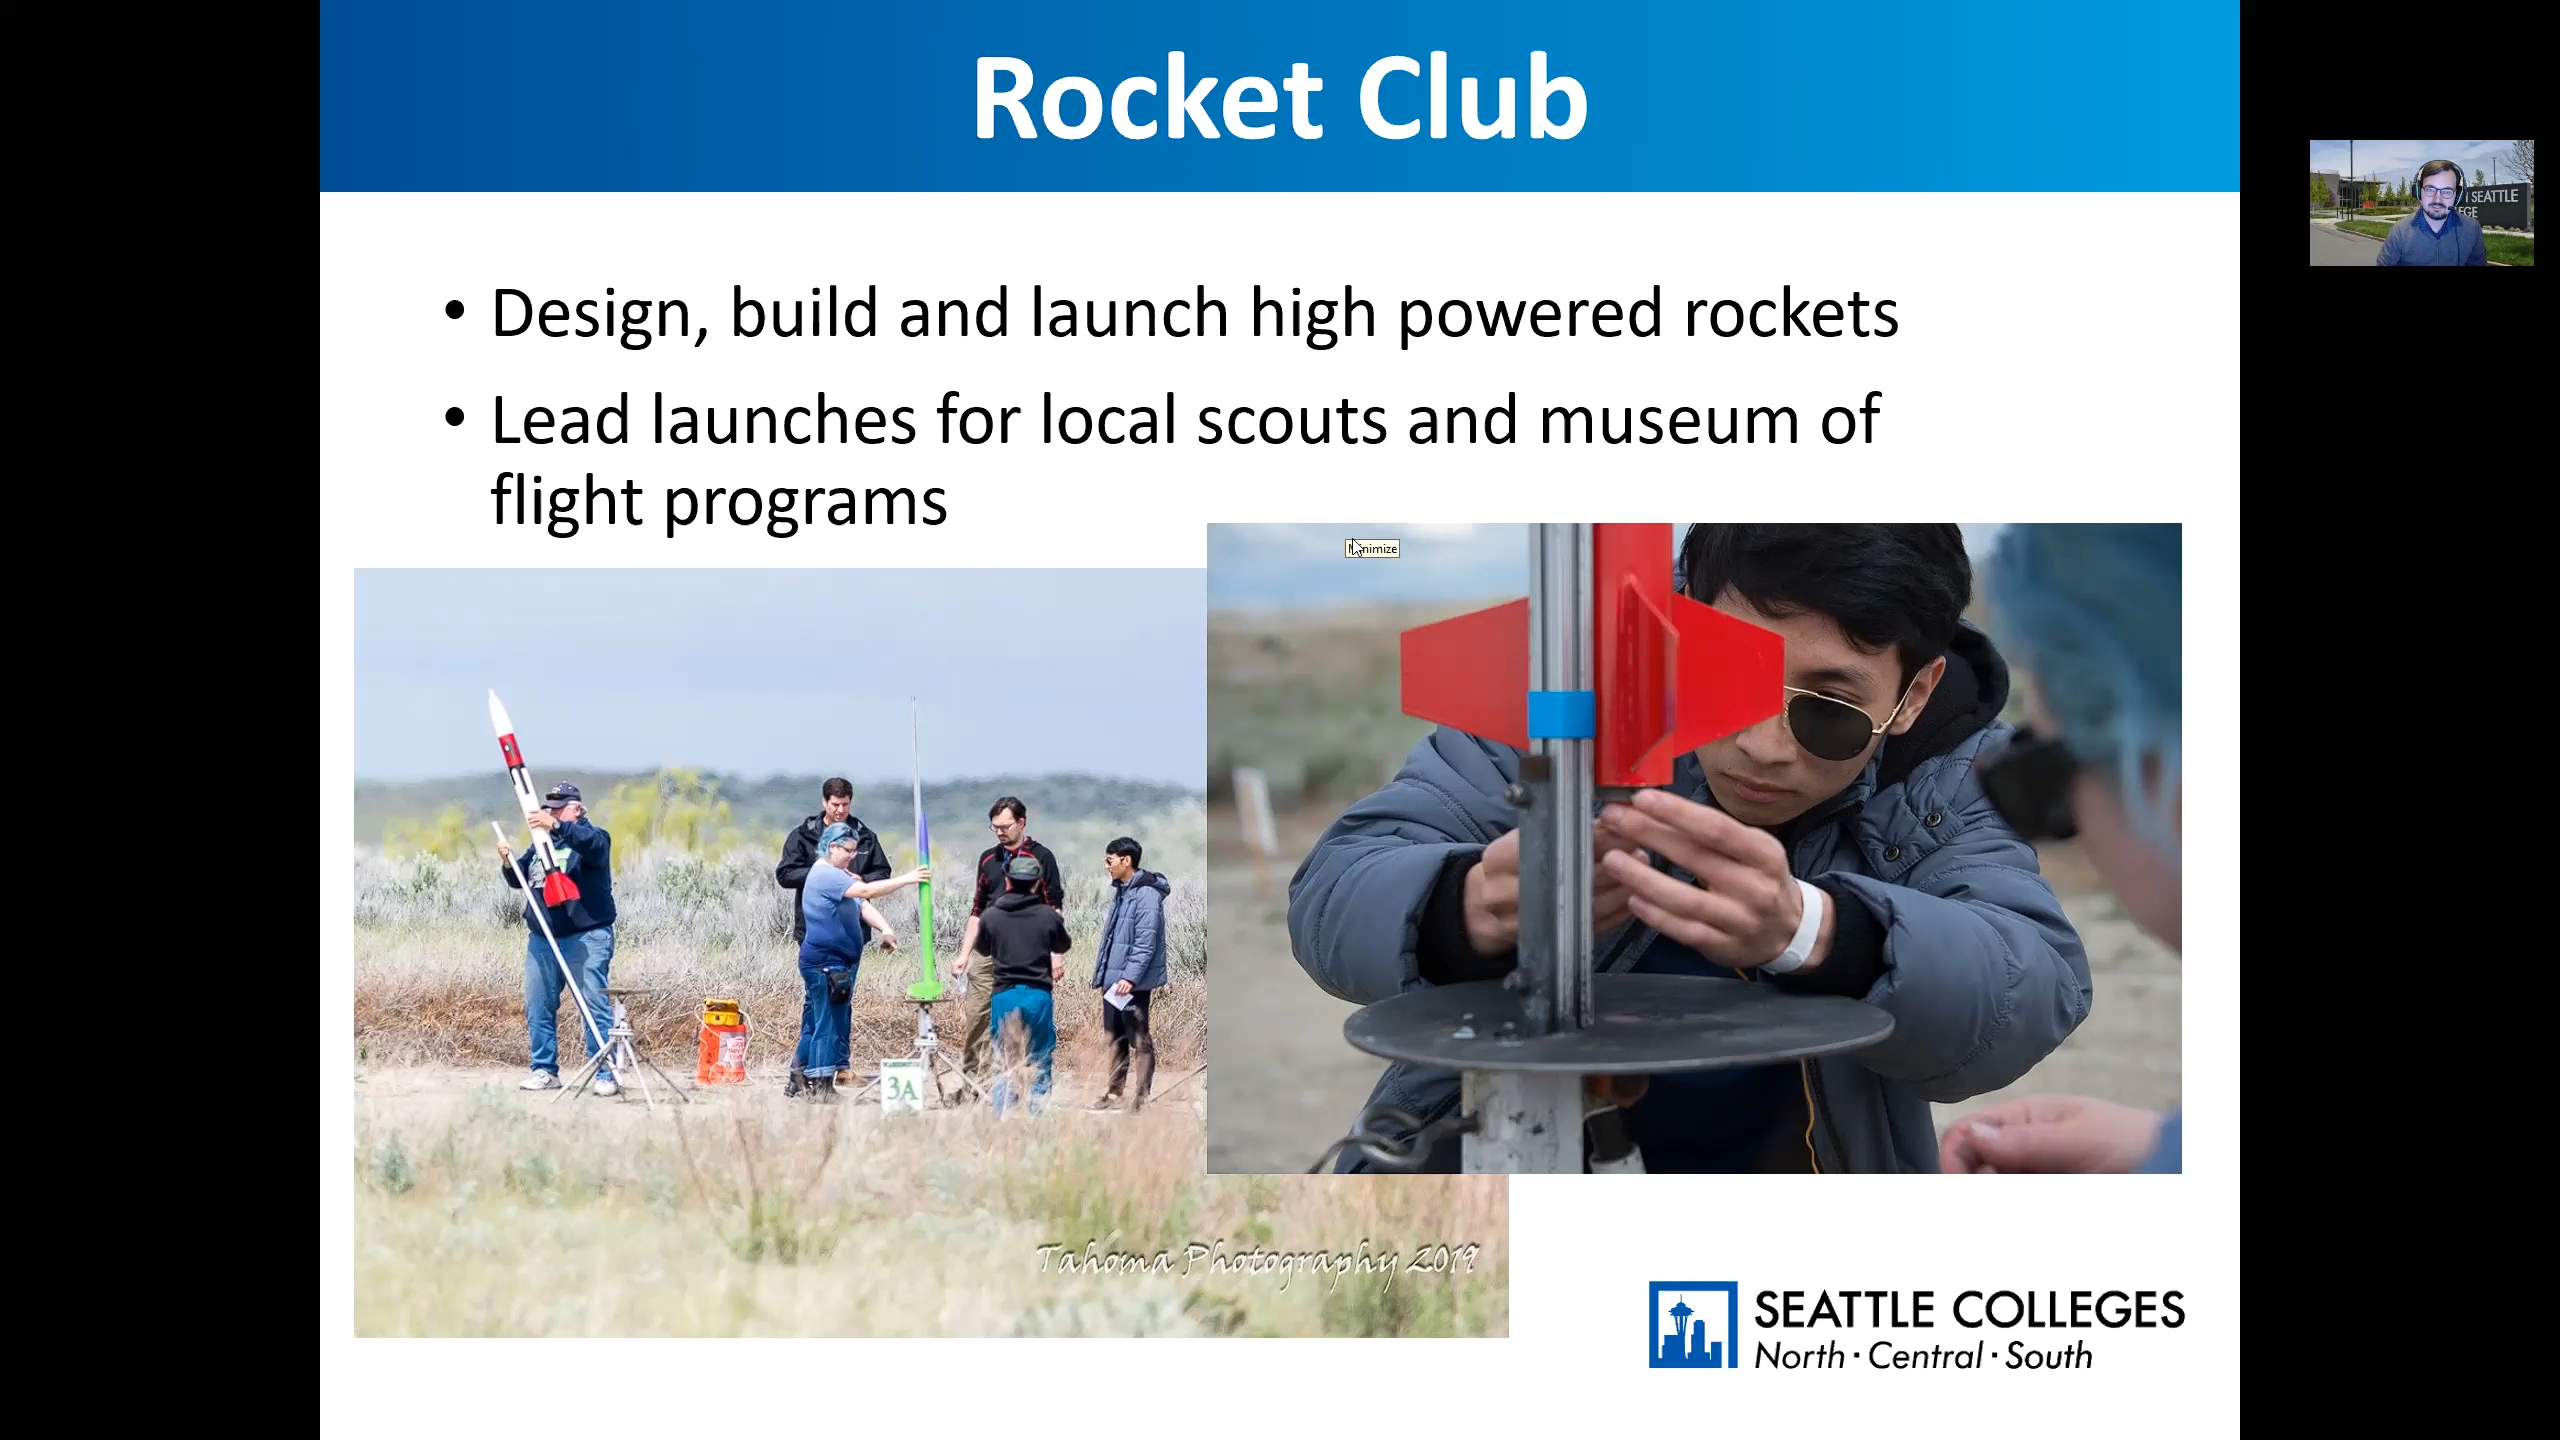 Rocket Club
• Design, build and launch high powered rockets
• Lead launches for local scouts and museum of
flight programs
3A
Tahoma Photography 2019
SEATTLE COLLEGES
North · Central · South
SEATTLE